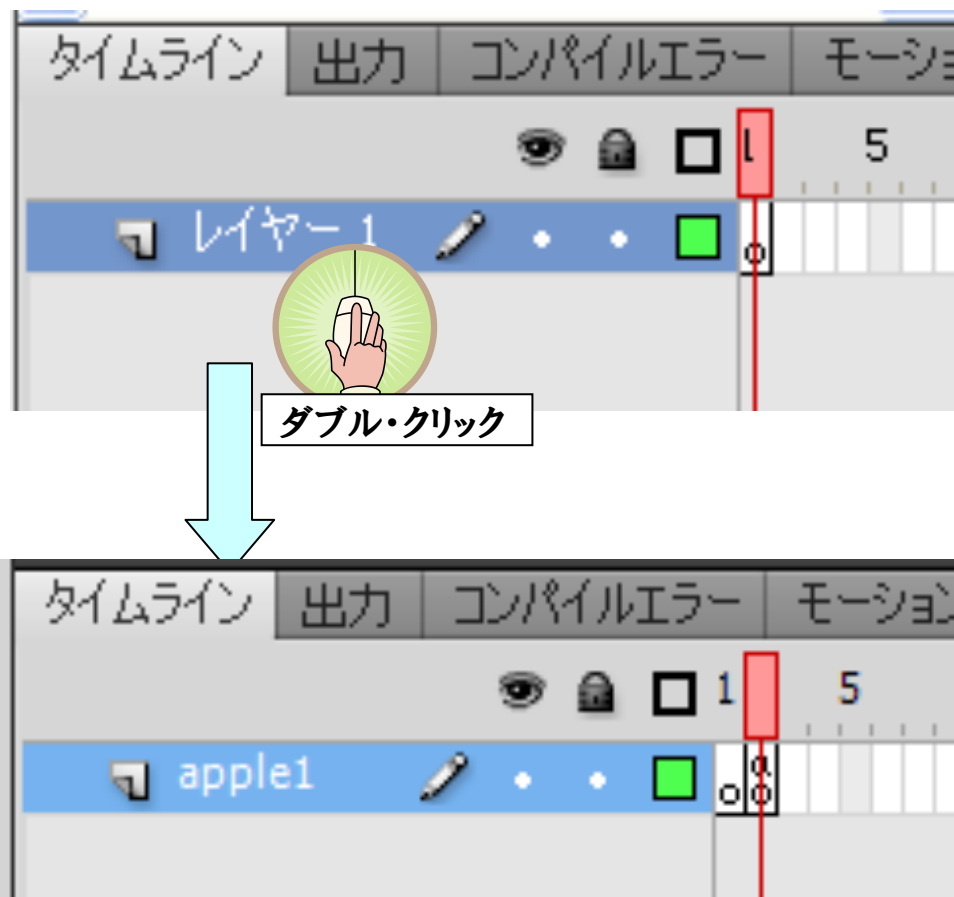 タイムライン 出力 コンパイルエラー モーショ
1 5
レイヤー 1
ダブル・クリック
タイムライン 出力 コンパイルエラー モーション
1 5
apple1
a